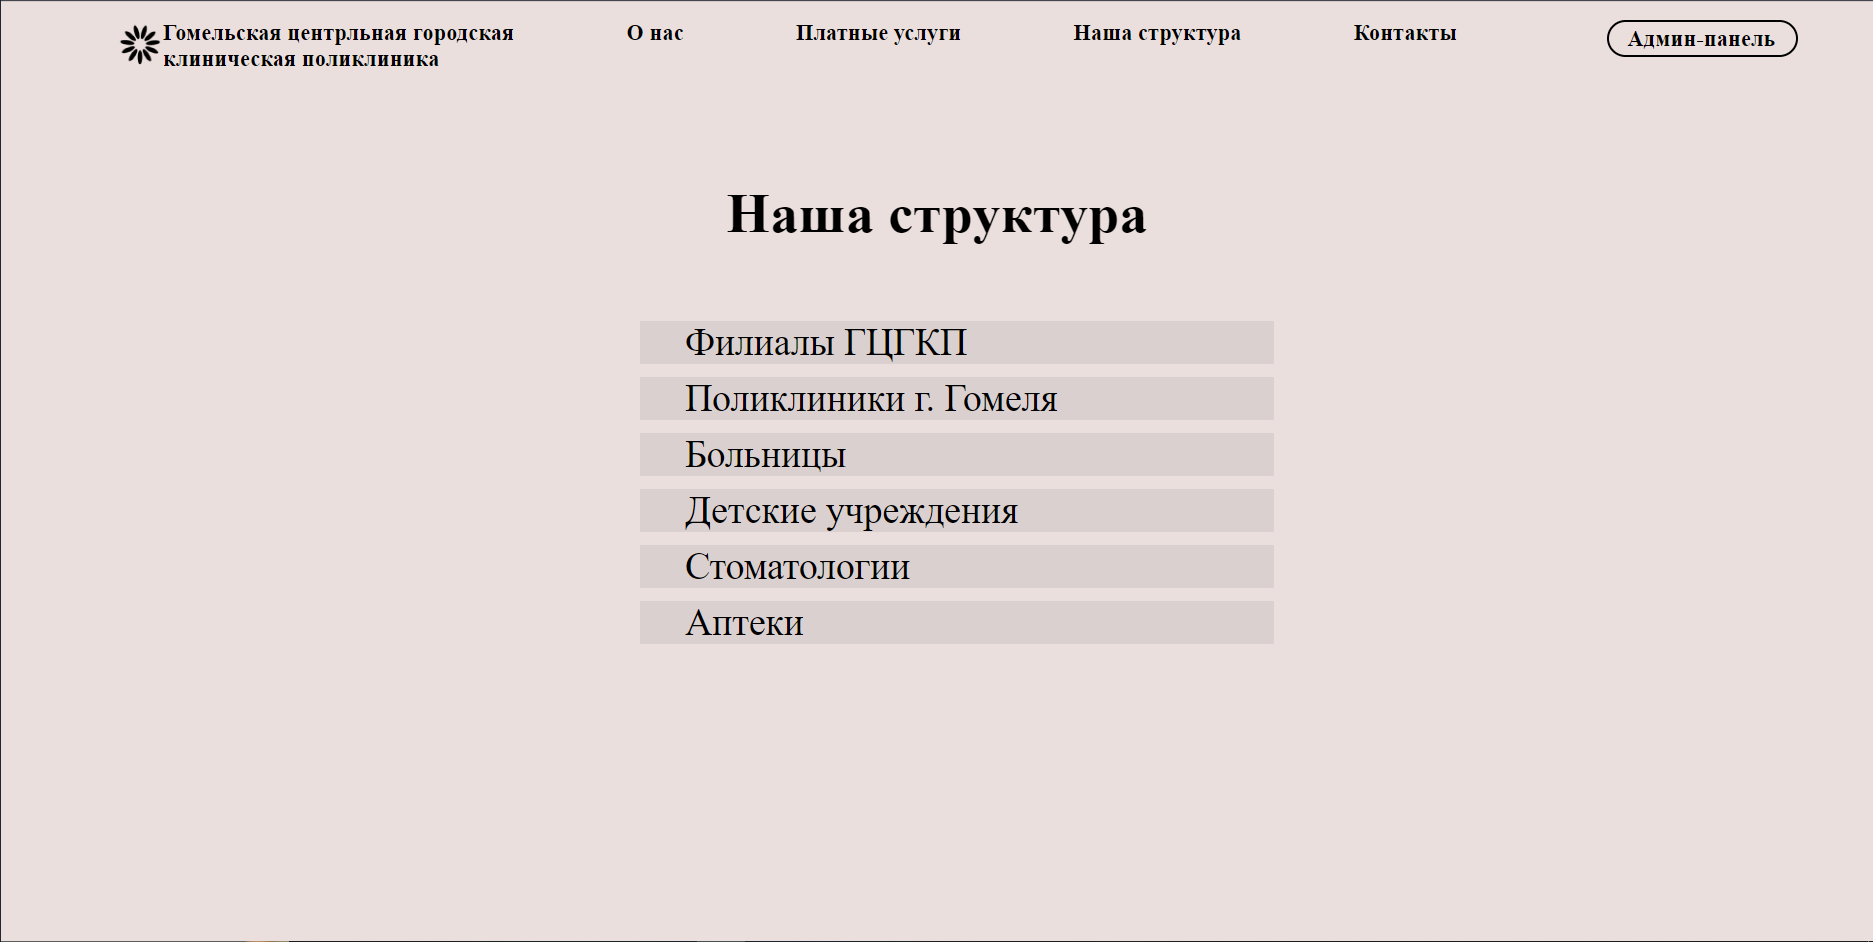 Гомельская центрльная городская
клиническая поликлиника
О нас
Платные услуги
Наша структура
Контакты
Админ-панель
Наша структура
Филиалы ГЦГКП
Поликлиники г. Гомеля
Больницы
Детские учреждения
Стоматологии
Аптеки